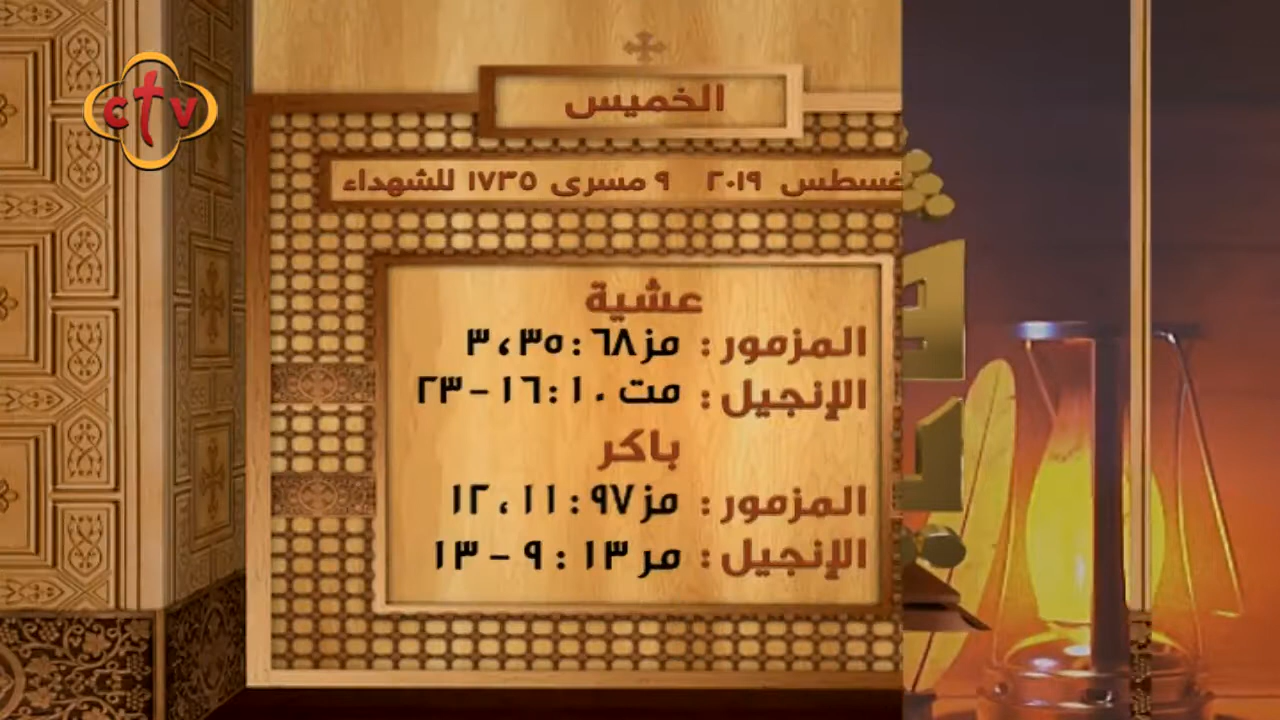 ctv
الخميس
غسطس ٢٠١٩ ٩ مسرى ١٧٣٥ للشهداء
عشية
المزمور : مز٦٨ : ٣،٣٥
الإنجيل : مت ١٠ : ١٦ – ٢٣
باكر
المزمور : مز٩٧ : ١٢،١١
الإنجيل : مر ١٣ : ٩ – ١٣